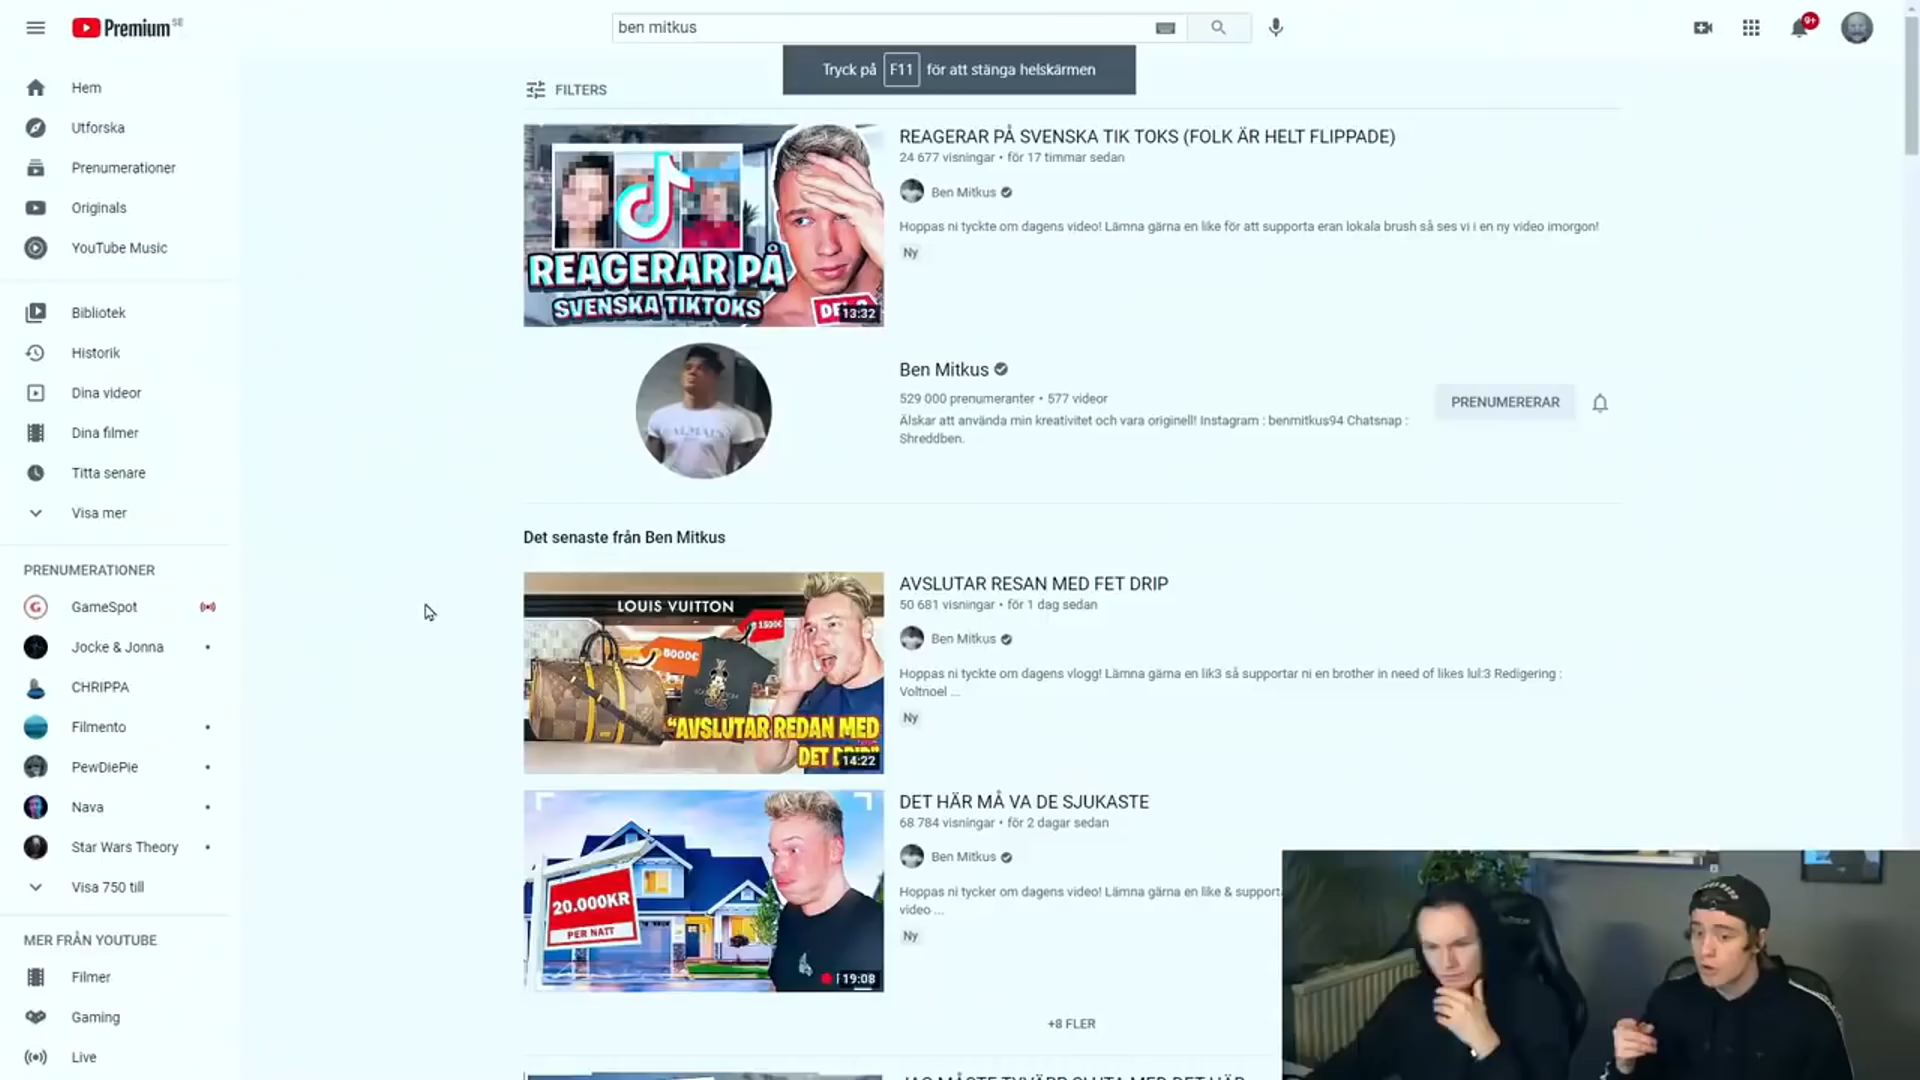 Premium SE
ben mitkus
9+
Tryck på F11 för att stänga helskärmen
Hem
Utforska
Prenumerationer
Originals
YouTube Music
Bibliotek
Historik
Dina videor
Dina filmer
Titta senare
Visa mer
PRENUMERATIONER
GameSpot
Jocke & Jonna
CHRIPPA
Filmento
PewDiePie
Nava
Star Wars Theory
Visa 750 till
MER FRÅN YOUTUBE
Filmer
Gaming
Live
FILTERS
REAGERAR PÅ
SVENSKA TIKTOKS
13:32
REAGERAR PÅ SVENSKA TIK TOKS (FOLK ÄR HELT FLIPPADE)
24 677 visningar • för 17 timmar sedan
Ben Mitkus
Hoppas ni tyckte om dagens video! Lämna gärna en like för att supporta eran lokala brush så ses vi i en ny video imorgon!
Ny
BALMAIN
Ben Mitkus
529 000 prenumeranter • 577 videor
Älskar att använda min kreativitet och vara originell! Instagram : benmitkus94 Chatsnap :
Shreddben.
PRENUMERERAR
Det senaste från Ben Mitkus
LOUIS VUITTON
1500€
8000€
"AVSLUTAR REDAN MED
DET
14:22
AVSLUTAR RESAN MED FET DRIP
50 681 visningar • för 1 dag sedan
Ben Mitkus
Hoppas ni tyckte om dagens vlogg! Lämna gärna en lik3 så supportar ni en brother in need of likes lul:3 Redigering :
Voltnoel ...
Ny
20.000KR
PER NATT
19:08
DET HÄR MÅ VA DE SJUKASTE
68 784 visningar • för 2 dagar sedan
Ben Mitkus
Hoppas ni tycker om dagens video! Lämna gärna en like & support
video ...
Ny
+8 FLER
JAG MÅSTE TYVÄRR SLUTA MED DET HÄR